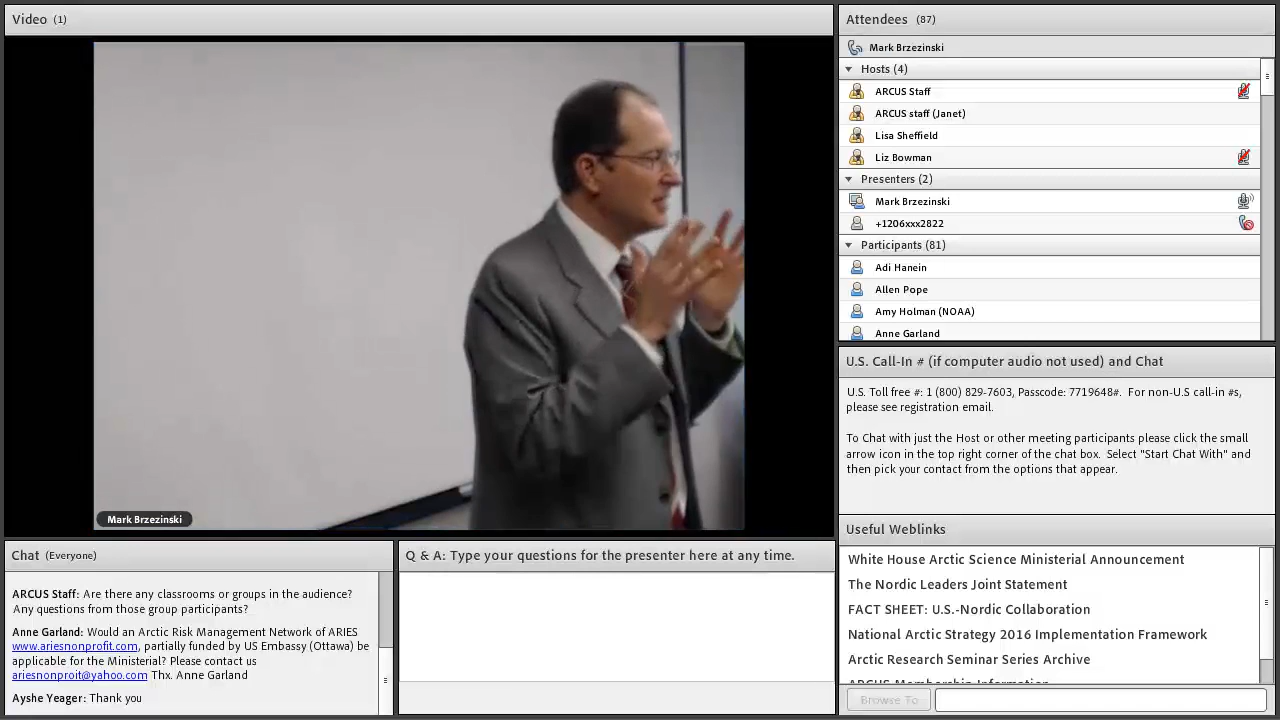 Video (1)
Mark Brzezinski
Chat (Everyone)
ARCUS Staff: Are there any classrooms or groups in the audience?
Any questions from those group participants?
Anne Garland: Would an Arctic Risk Management Network of ARIES
www.ariesnonprofit.com, partially funded by US Embassy (Ottawa) be
applicable for the Ministerial? Please contact us
ariesnonproit@yahoo.com Thx. Anne Garland
Ayshe Yeager: Thank you
Q & A: Type your questions for the presenter here at any time.
Attendees (87)
Mark Brzezinski
Hosts (4)
ARCUS Staff
ARCUS staff (Janet)
Lisa Sheffield
Liz Bowman
Presenters (2)
Mark Brzezinski
+1206xxx2822
Participants (81)
Adi Hanein
Allen Pope
Amy Holman (NOAA)
Anne Garland
U.S. Call-In # (if computer audio not used) and Chat
U.S. Toll free #: 1 (800) 829-7603, Passcode: 7719648#. For non-U.S call-in #s,
please see registration email.
To Chat with just the Host or other meeting participants please click the small
arrow icon in the top right corner of the chat box. Select "Start Chat With" and
then pick your contact from the options that appear.
Useful Weblinks
White House Arctic Science Ministerial Announcement
The Nordic Leaders Joint Statement
FACT SHEET: U.S.-Nordic Collaboration
National Arctic Strategy 2016 Implementation Framework
Arctic Research Seminar Series Archive
ARCUS Membership Information
Browse To